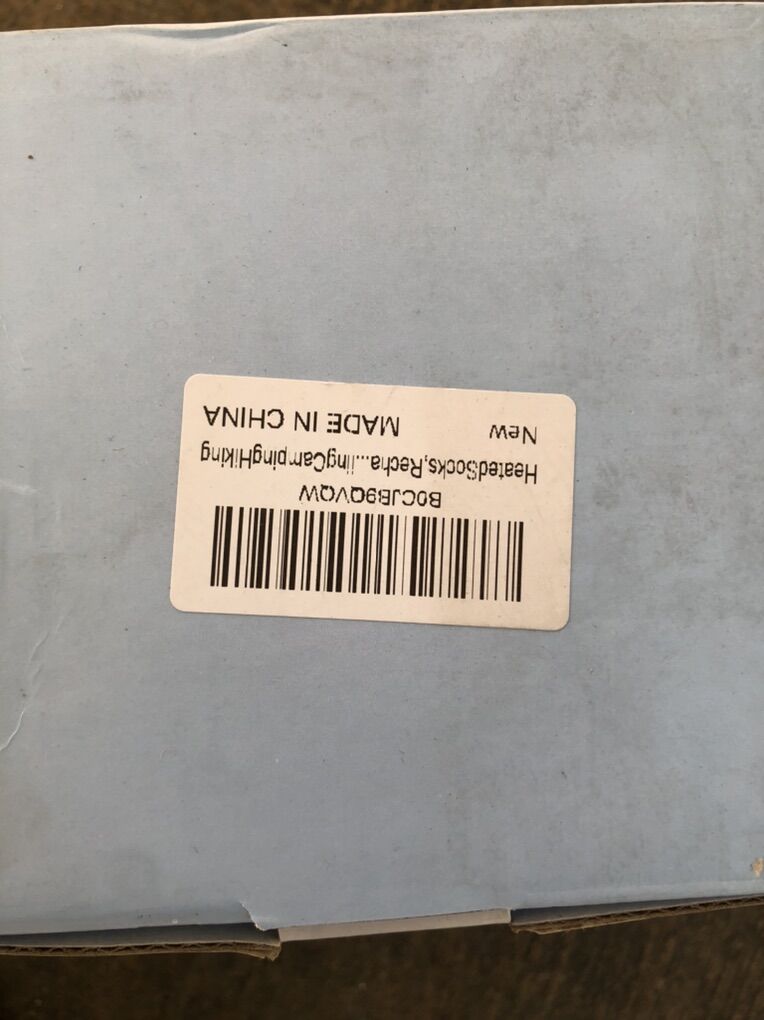 B0CJB9QVQW
HeatedSocks,Recha...lingCampingHiking
New MADE IN CHINA